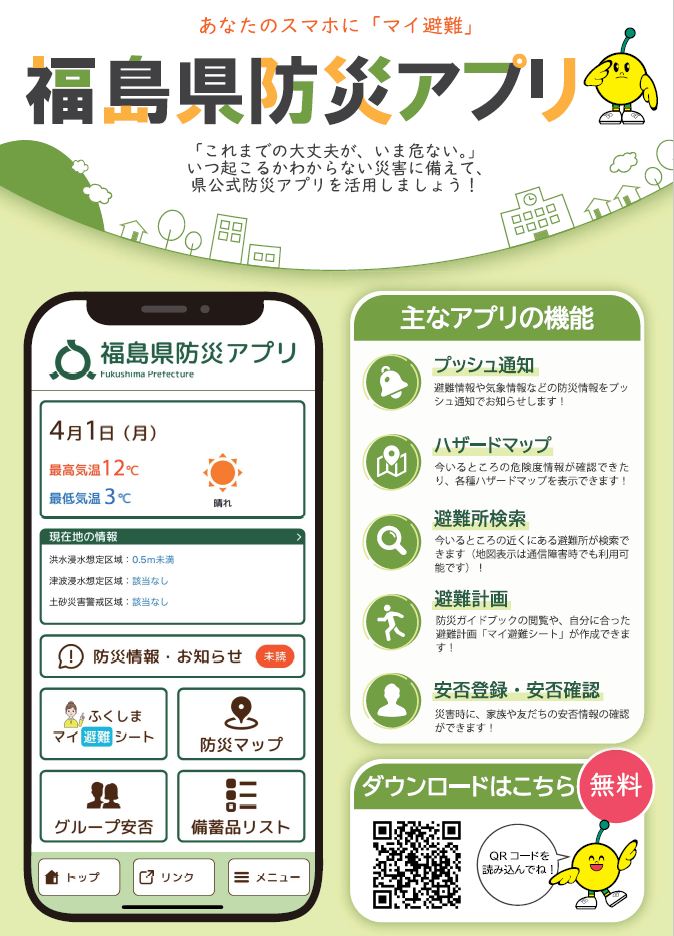 あなたのスマホに「マイ避難」
福島県防災アプリ
「これまでの大丈夫が、いま危ない。」
いつ起こるかわからない災害に備えて、
県公式防災アプリを活用しましょう！
福島県防災アプリ
Fukushima Prefecture
4月1日（月）
最高気温12℃
最低気温 3℃
晴れ
現在地の情報
洪水浸水想定区域：0.5m未満
津波浸水想定区域：該当なし
土砂災害警戒区域：該当なし
防災情報・お知らせ 未読
ふくしま
マイ避難シート
防災マップ
グループ安否
備蓄品リスト
トップ
リンク
メニュー
主なアプリの機能
プッシュ通知
避難情報や気象情報などの防災情報をプッ
シュ通知でお知らせします！
ハザードマップ
今いるところの危険度情報が確認できた
り、各種ハザードマップを表示できます！
避難所検索
今いるところの近くにある避難所が検索で
きます（地図表示は通信障害時でも利用可
能です）！
避難計画
防災ガイドブックの閲覧や、自分に合った
避難計画「マイ避難シート」が作成できま
す！
安否登録・安否確認
災害時に、家族や友だちの安否情報の確認
ができます！
ダウンロードはこちら
無料
QRコードを
読み込んでね！